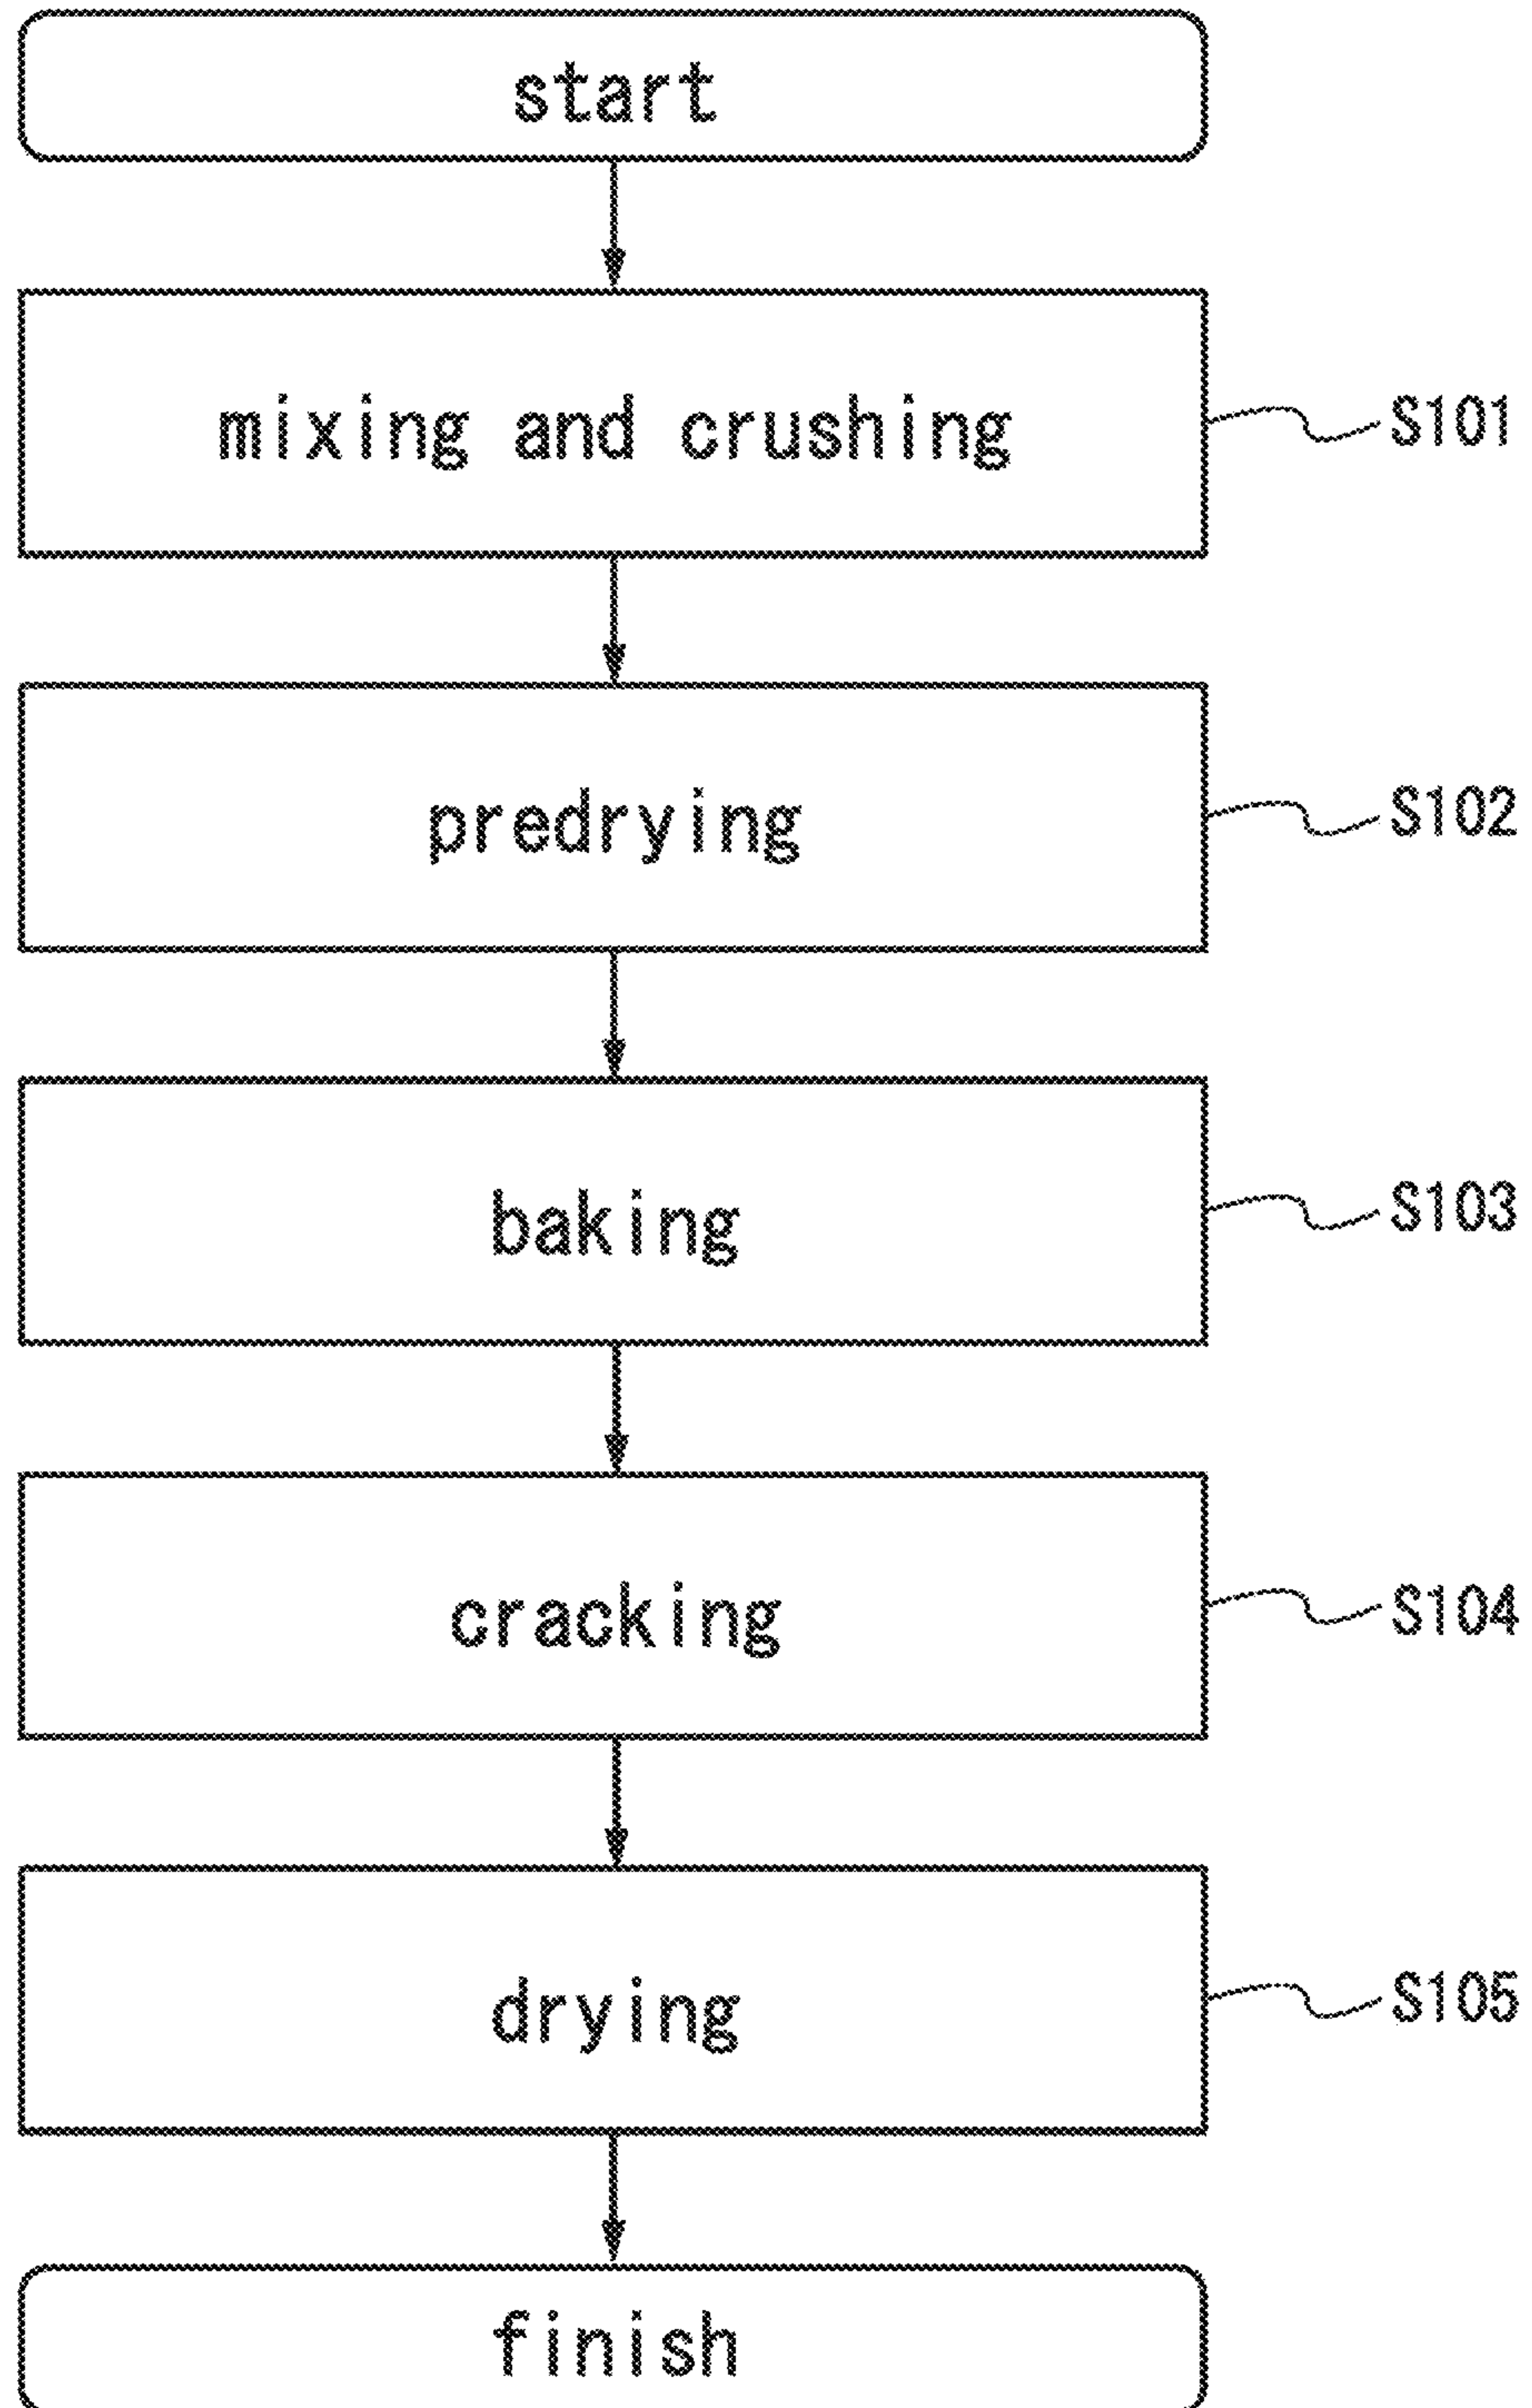 start
mixing and crushing
S101
predrying
S102
baking
S103
cracking
S104
drying
S105
finish